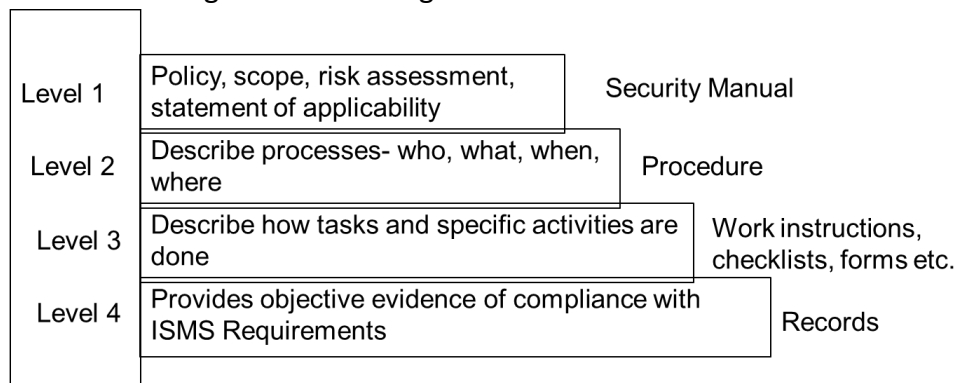 Level 1
Policy, scope, risk assessment,
statement of applicability
Security Manual
Level 2
Describe processes- who, what, when,
where
Procedure
Level 3
Describe how tasks and specific activities are
done
Work instructions,
checklists, forms etc.
Level 4
Provides objective evidence of compliance with
ISMS Requirements
Records